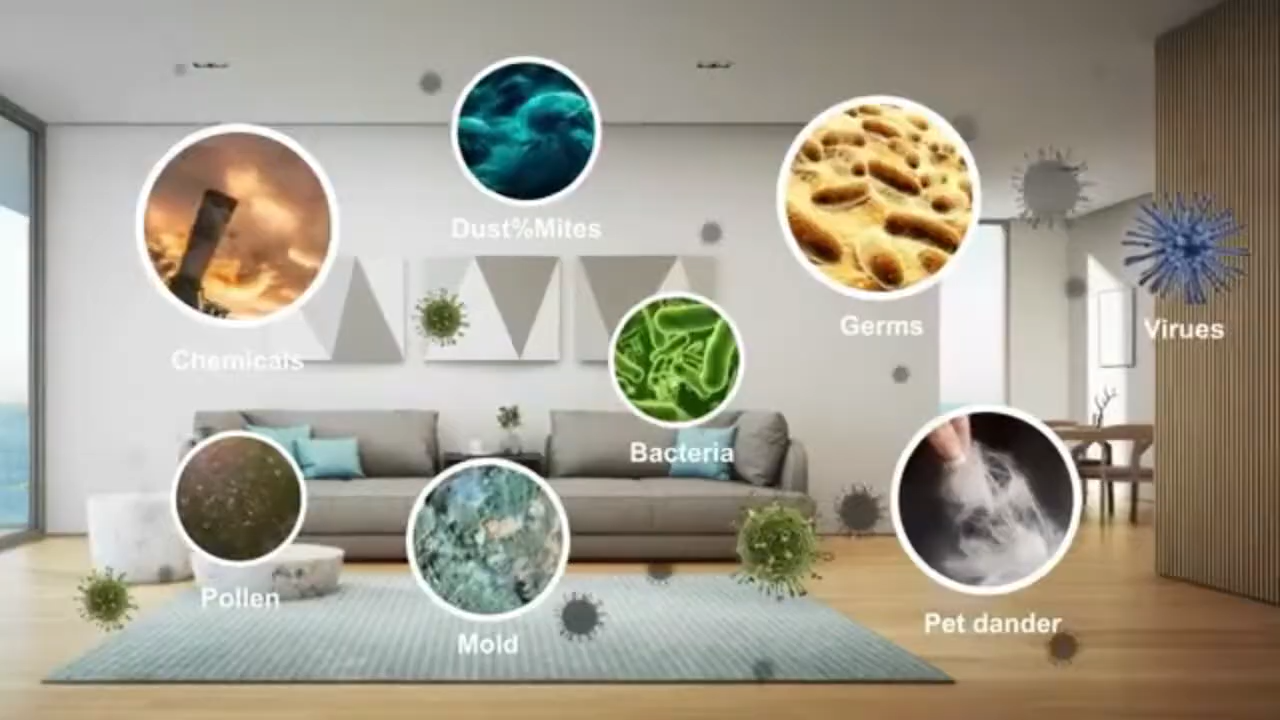 Dust%Mites
Chemicals
Germs
Virues
Bacteria
Pollen
Mold
Pet dander